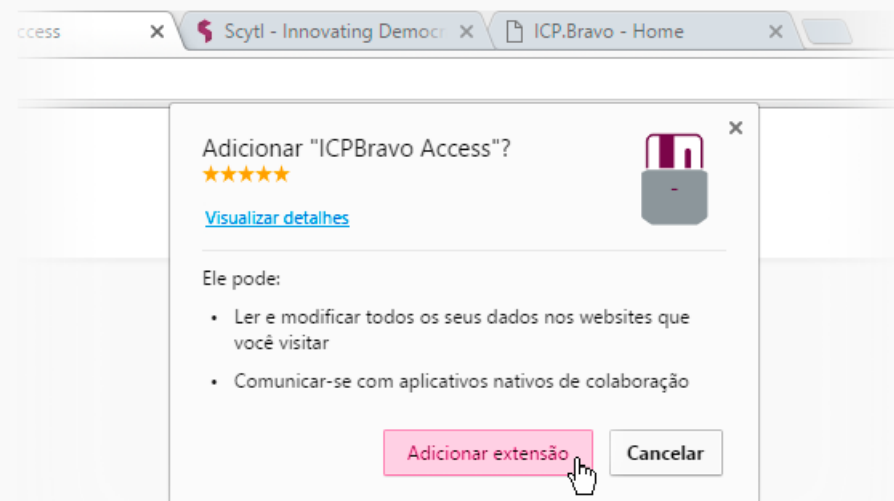 ccess Scytl - Innovating Democr ICP.Bravo - Home
Adicionar "ICPBravo Access"?
Visualizar detalhes
Ele pode:
• Ler e modificar todos os seus dados nos websites que
você visitar
• Comunicar-se com aplicativos nativos de colaboração
Adicionar extensão Cancelar